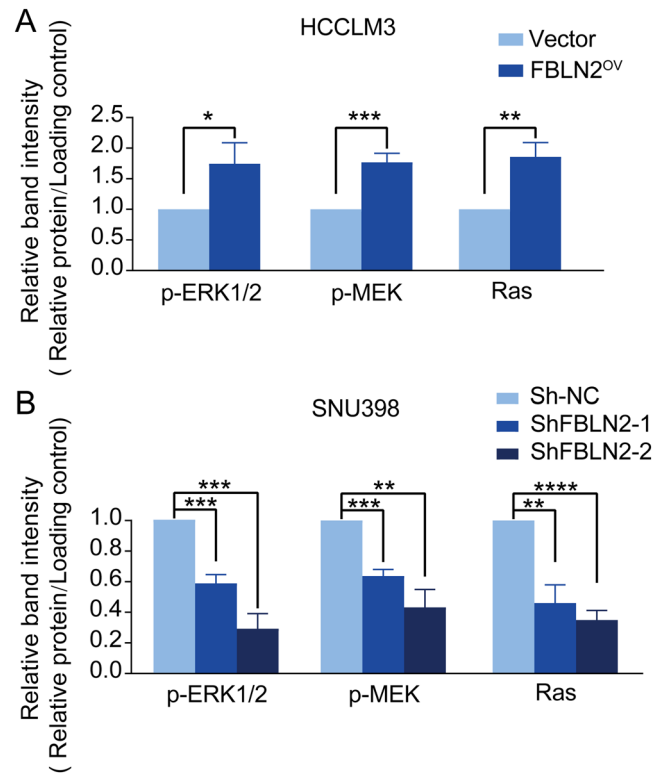 A
HCCLM3
Vector
FBLN2^OV
Relative band intensity
( Relative protein/Loading control)
2.5
2.0
1.5
1.0
0.5
0.0
*
***
**
p-ERK1/2
p-MEK
Ras
B
SNU398
Sh-NC
ShFBLN2-1
ShFBLN2-2
Relative band intensity
( Relative protein/Loading control)
1.0
0.8
0.6
0.4
0.2
0.0
***
***
**
***
****
**
p-ERK1/2
p-MEK
Ras